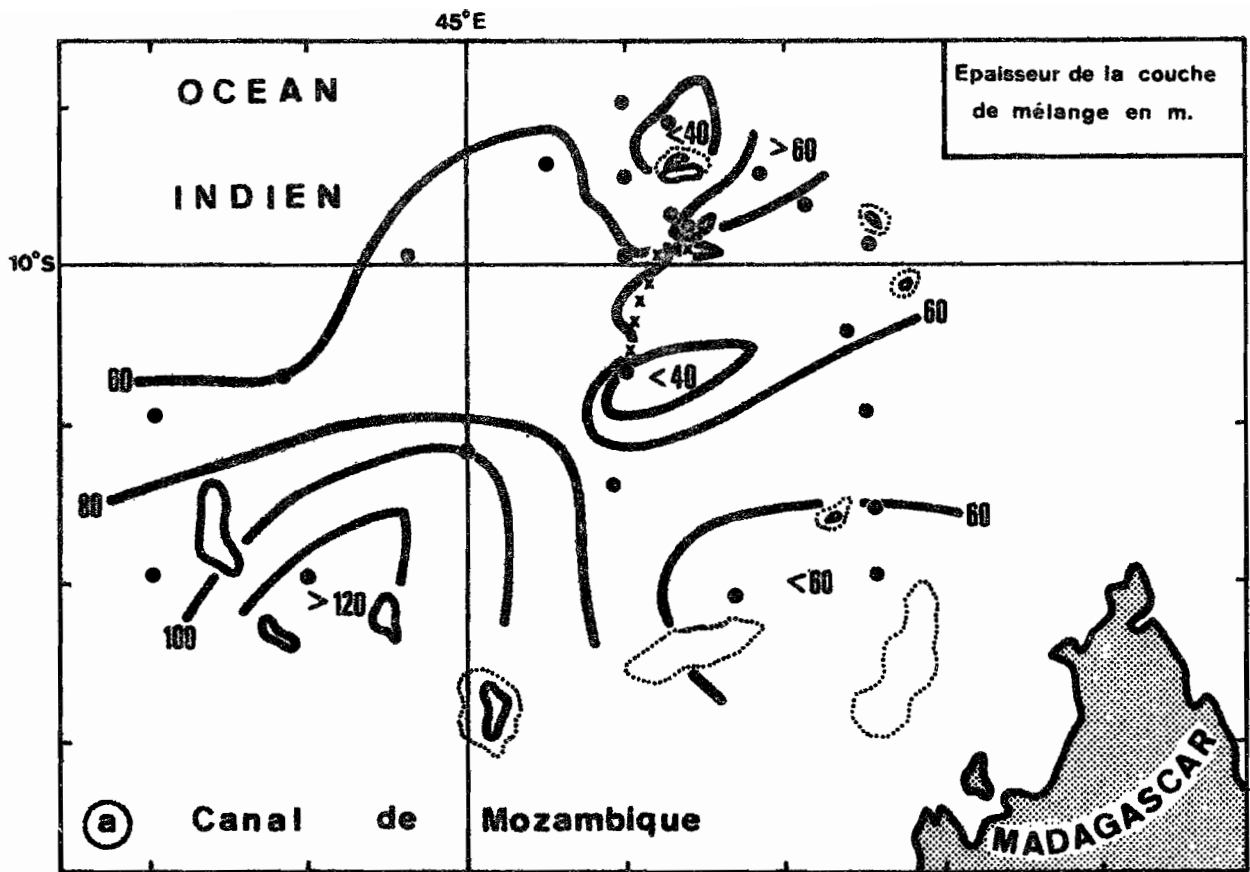 45°E
OCEAN
INDIEN
Epaisseur de la couche
de mélange en m.
<40
>60
10°S
60
60
<40
80
60
<60
>120
100
a Canal de Mozambique
MADAGASCAR